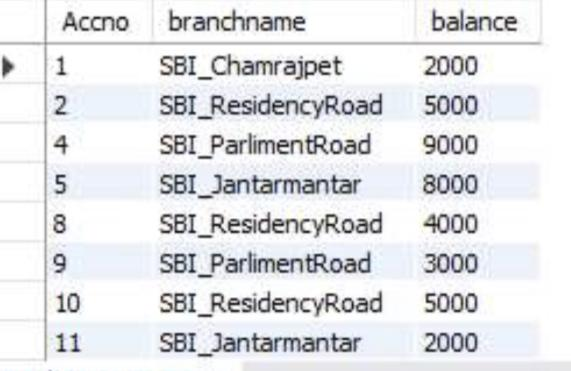 Accno branchname balance
1 SBI_Chamrajpet 2000
2 SBI_ResidencyRoad 5000
4 SBI_ParlimentRoad 9000
5 SBI_Jantarmantar 8000
8 SBI_ResidencyRoad 4000
9 SBI_ParlimentRoad 3000
10 SBI_ResidencyRoad 5000
11 SBI_Jantarmantar 2000